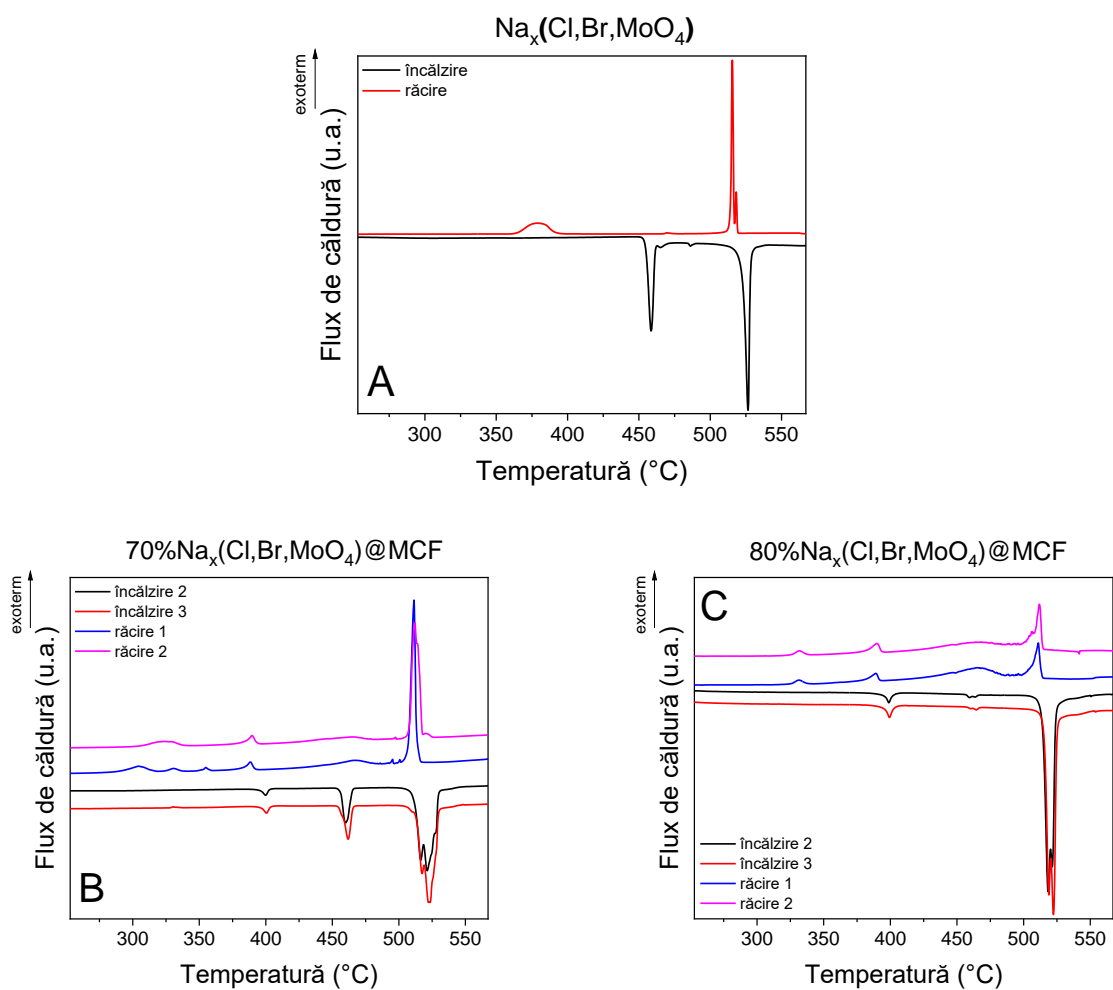 Naₓ(Cl,Br,MoO₄)
exoterm
Flux de căldură (u.a.)
încălzire
răcire
A
300 350 400 450 500 550
Temperatură (°C)
70%Naₓ(Cl,Br,MoO₄)@MCF
exoterm
Flux de căldură (u.a.)
încălzire 2
încălzire 3
răcire 1
răcire 2
B
300 350 400 450 500 550
Temperatură (°C)
80%Naₓ(Cl,Br,MoO₄)@MCF
exoterm
Flux de căldură (u.a.)
C
încălzire 2
încălzire 3
răcire 1
răcire 2
300 350 400 450 500 550
Temperatură (°C)